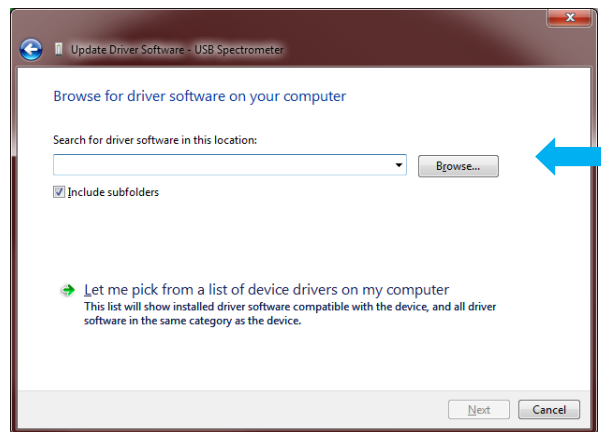 Update Driver Software - USB Spectrometer
Browse for driver software on your computer
Search for driver software in this location:
Browse...
Include subfolders
Let me pick from a list of device drivers on my computer
This list will show installed driver software compatible with the device, and all driver
software in the same category as the device.
Next Cancel